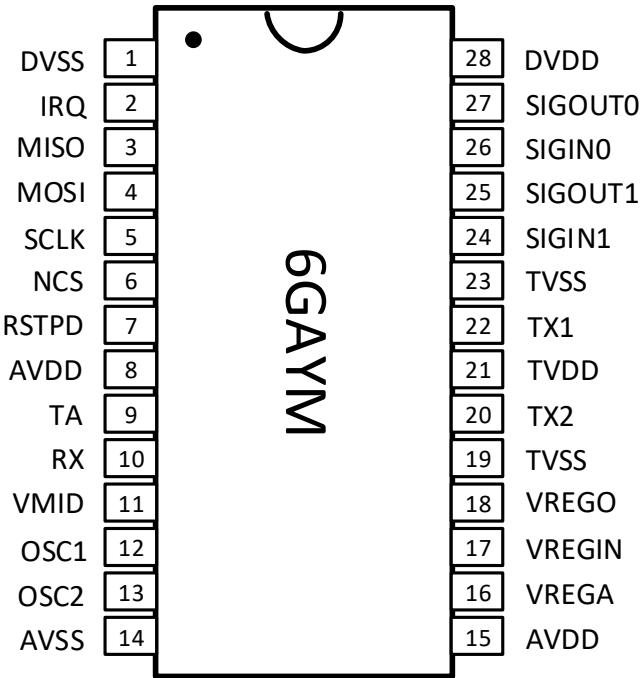 DVSS 1 28 DVDD
IRQ 2 27 SIGOUT0
MISO 3 26 SIGIN0
MOSI 4 25 SIGOUT1
SCLK 5 24 SIGIN1
NCS 6 23 TVSS
RSTPD 7 22 TX1
AVDD 8 21 TVDD
TA 9 20 TX2
RX 10 19 TVSS
VMID 11 18 VREGO
OSC1 12 17 VREGIN
OSC2 13 16 VREGA
AVSS 14 15 AVDD
6GAYM